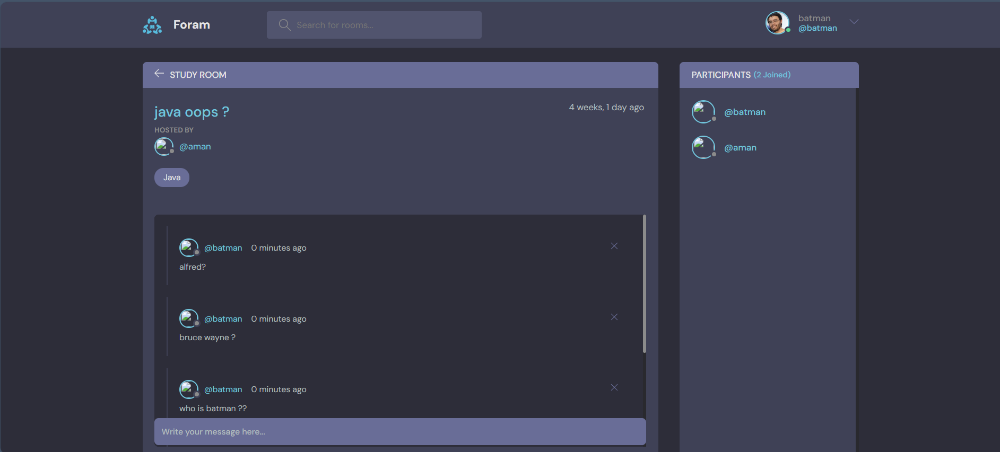 Foram
Search for rooms...
batman
@batman
STUDY ROOM
java oops ?
4 weeks, 1 day ago
HOSTED BY
@aman
Java
@batman 0 minutes ago
alfred?
@batman 0 minutes ago
bruce wayne ?
@batman 0 minutes ago
who is batman ??
Write your message here...
PARTICIPANTS (2 Joined)
@batman
@aman